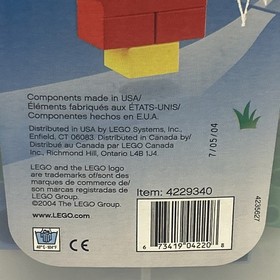 Components made in USA/
Éléments fabriqués aux ÉTATS-UNIS/
Componentes hechos en E.U.A.
Distributed in USA by LEGO Systems, Inc.,
Enfield, CT 06083. Distributed in Canada/
Distribué au Canada par LEGO Canada
Inc., Richmond Hill, Ontario L4B 1J4.
LEGO and the LEGO logo
are trademarks of/sont des
marques de commerce de/
son marcas registradas de
LEGO Group.
©2004 The LEGO Group.
www.LEGO.com
CE
Item: 4229340
6 73419 04220 8
7 / 05 / 04
4235627